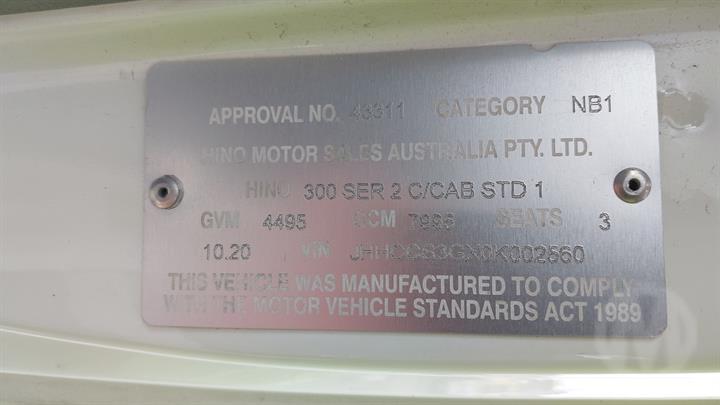 APPROVAL NO. 43311 CATEGORY NB1
HINO MOTOR SALES AUSTRALIA PTY. LTD.
HINO 300 SER 2 C/CAB STD 1
GVM 4495 GCM 7995 SEATS 3
10.20 VIN
THIS VEHICLE WAS MANUFACTURED TO COMPLY
WITH THE MOTOR VEHICLE STANDARDS ACT 1989